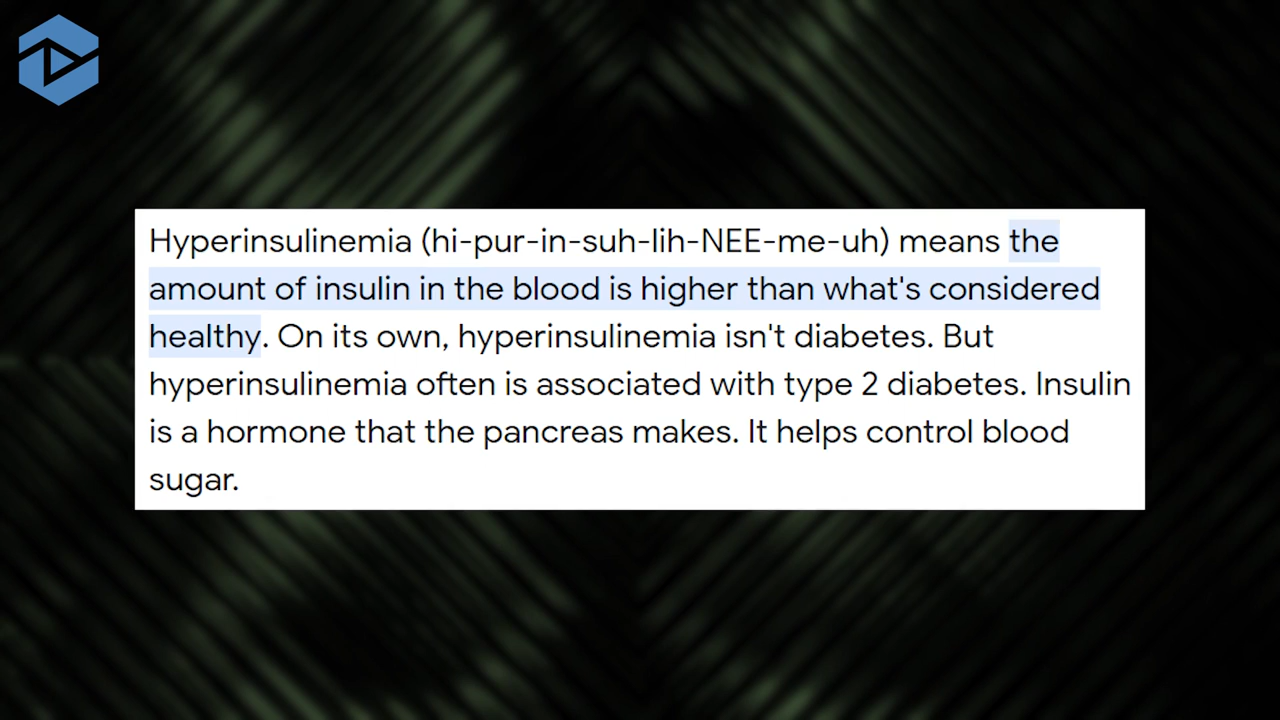 Hyperinsulinemia (hi-pur-in-suh-lih-NEE-me-uh) means the
amount of insulin in the blood is higher than what's considered
healthy. On its own, hyperinsulinemia isn't diabetes. But
hyperinsulinemia often is associated with type 2 diabetes. Insulin
is a hormone that the pancreas makes. It helps control blood
sugar.